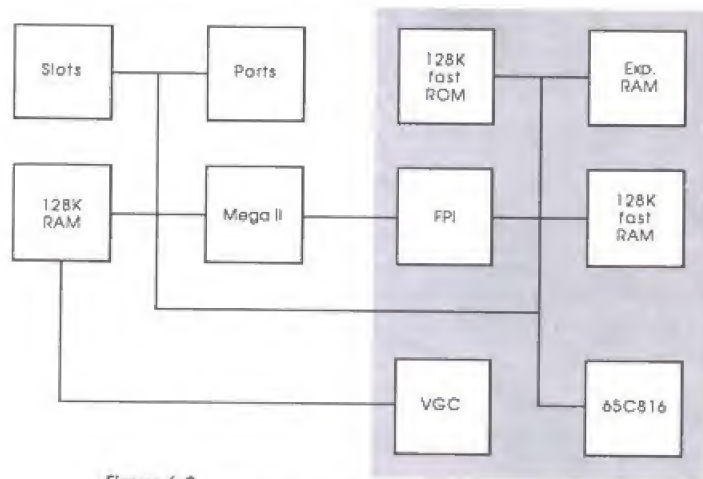 Slots
Ports
128K
fast
ROM
Exp.
RAM
128K
RAM
Mega II
FPI
128K
fast
RAM
VGC
65C816